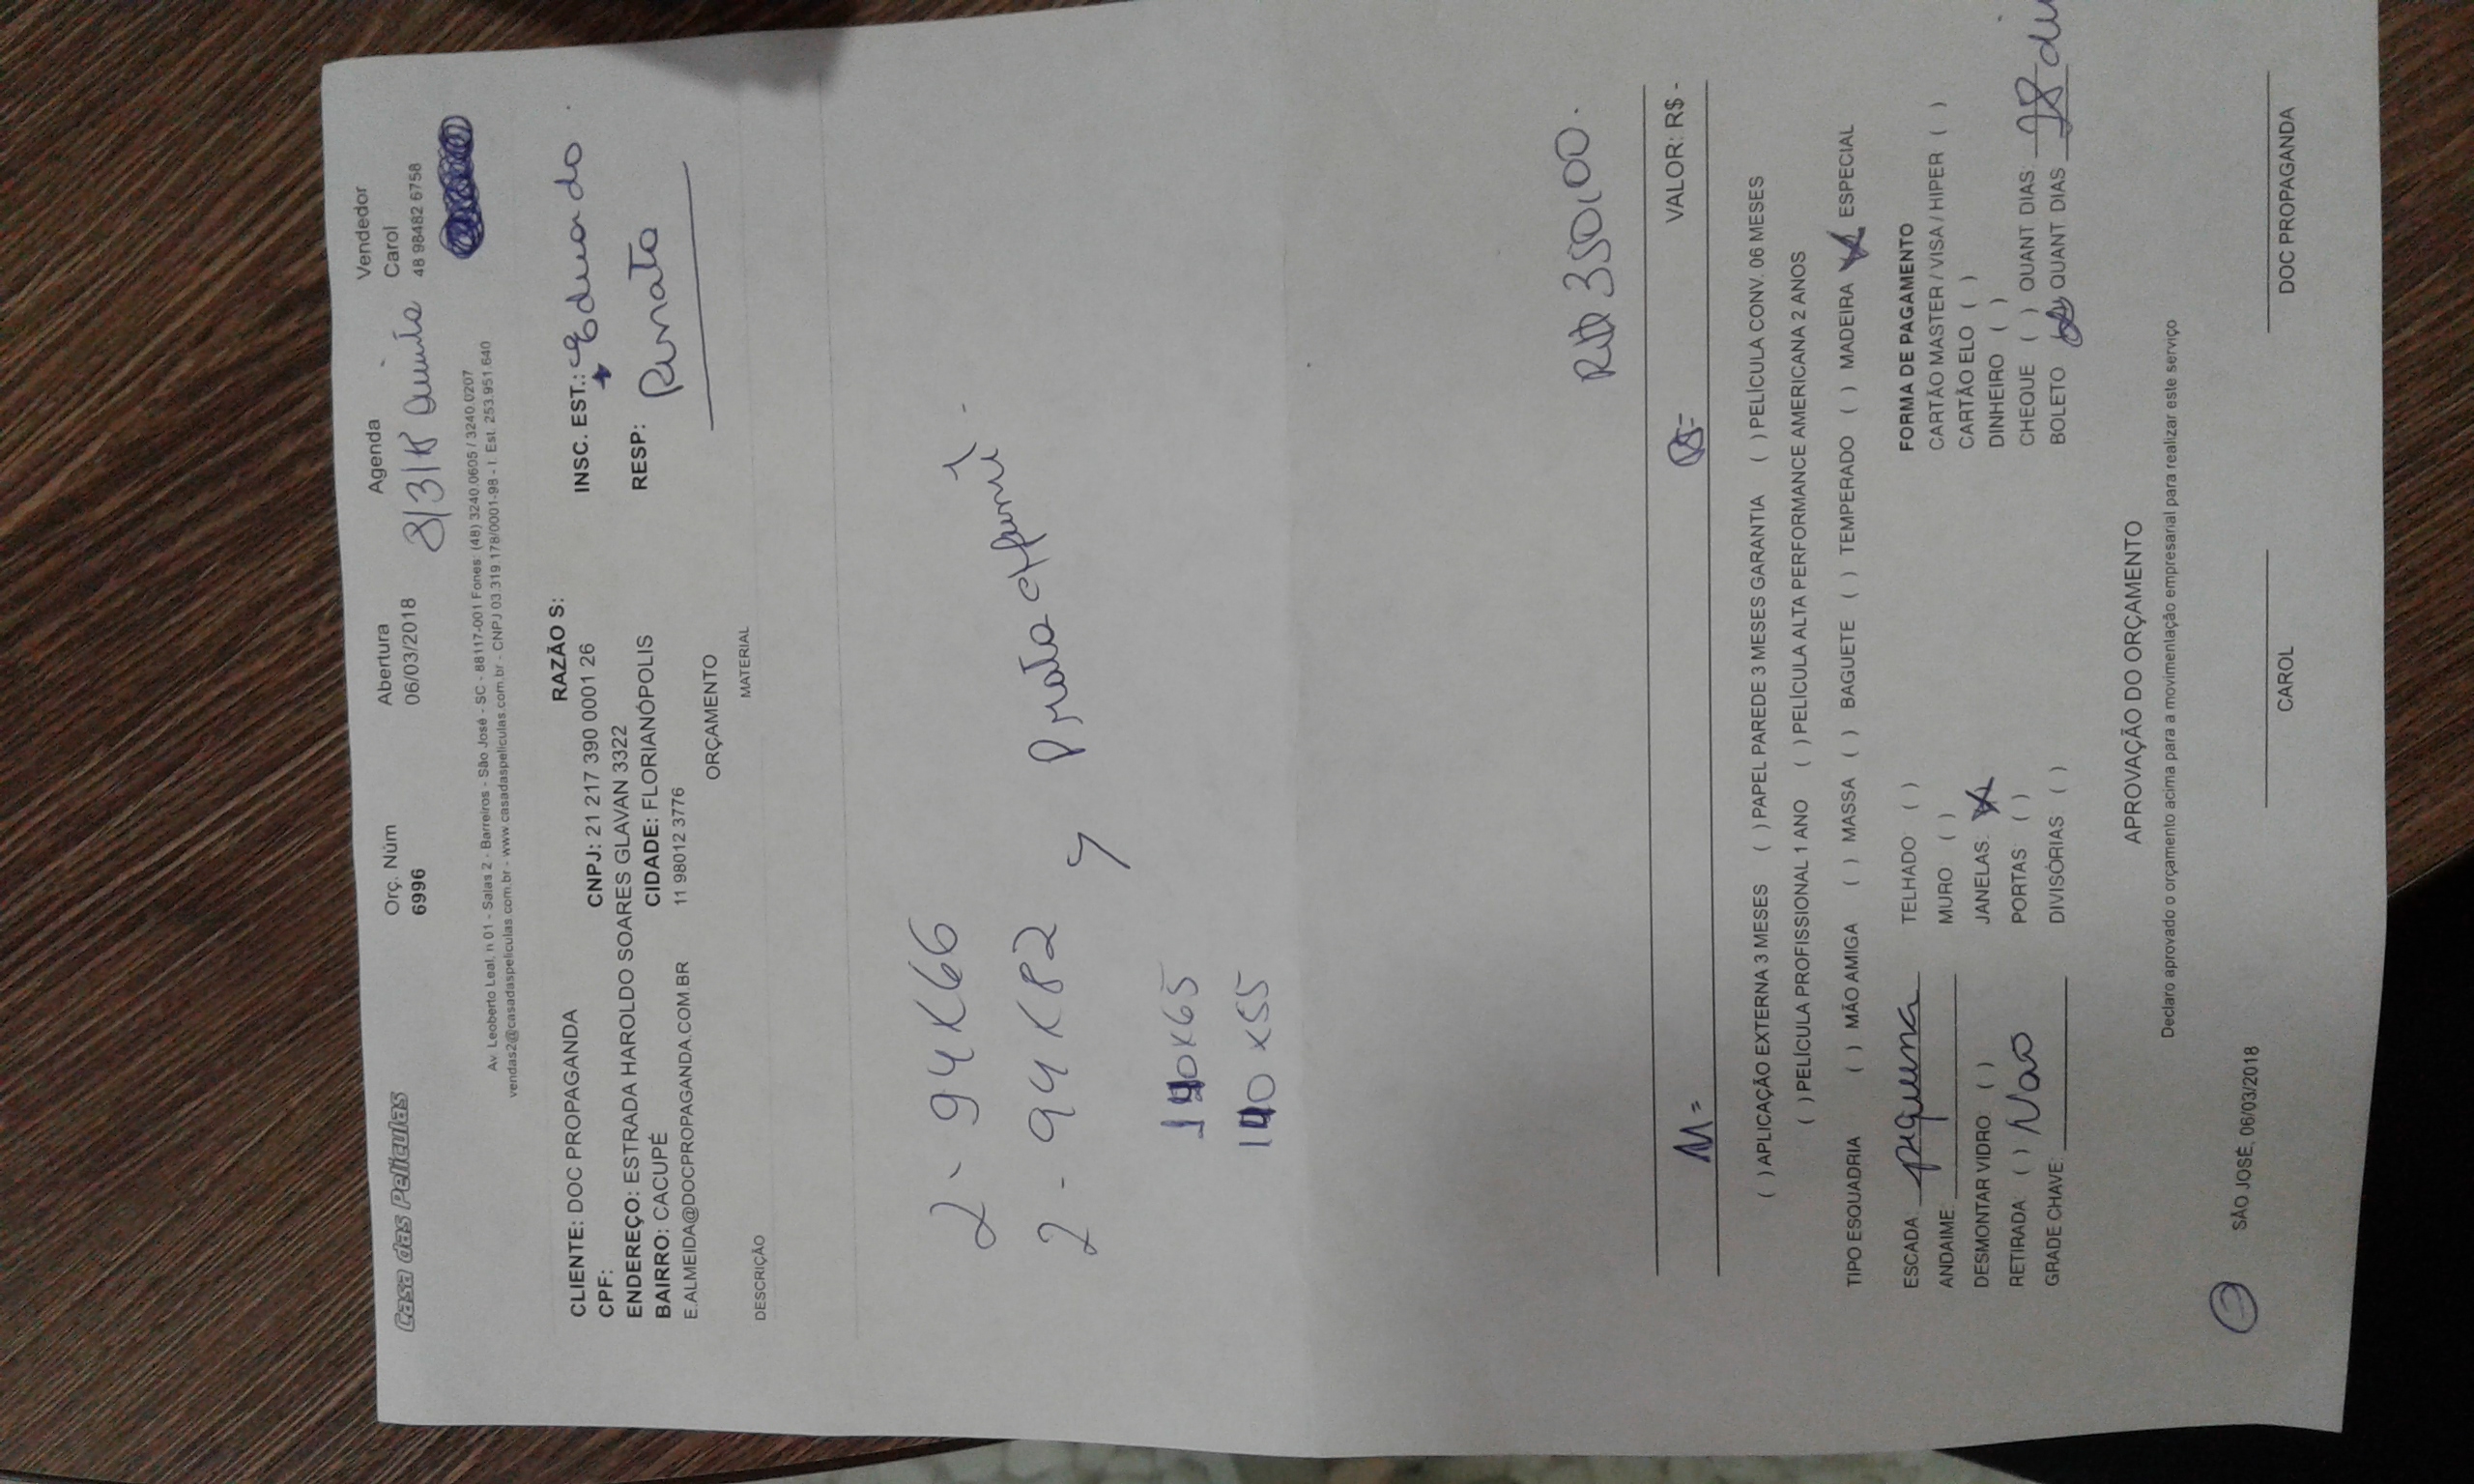 Casa das Películas
Orç. Núm Abertura Agenda Vendedor
6996 06/03/2018 8/3/18 Carol
48 98482 6758
Av. Leoberto Leal, n 01 - Salas 2 - Barreiros - São José - SC - 88117-001 Fones: (48) 3240.0605 / 3240.0207
vendas2@casadaspeliculas.com.br - www.casadaspeliculas.com.br - CNPJ 03.319.178/0001-98 - I. Est. 253.951.640
CLIENTE: DOC PROPAGANDA RAZÃO S:
CPF: CNPJ: 21 217 390 0001 26 INSC. EST.: Eduardo
ENDEREÇO: ESTRADA HAROLDO SOARES GLAVAN 3322
BAIRRO: CACUPÉ CIDADE: FLORIANÓPOLIS RESP: Renato
E.ALMEIDA@DOCPROPAGANDA.COM.BR 11 98012 3776
ORÇAMENTO
DESCRIÇÃO MATERIAL
2 - 94 x 66
2 - 94 x 82 Prata
140x65
140x55
R$ 350,00.
M= R$= VALOR: R$ -
( ) APLICAÇÃO EXTERNA 3 MESES ( ) PAPEL PAREDE 3 MESES GARANTIA ( ) PELÍCULA CONV. 06 MESES
( ) PELÍCULA PROFISSIONAL 1 ANO ( ) PELÍCULA ALTA PERFORMANCE AMERICANA 2 ANOS
TIPO ESQUADRIA ( ) MÃO AMIGA ( ) MASSA ( ) BAGUETE ( ) TEMPERADO ( ) MADEIRA X ESPECIAL
ESCADA: pequena TELHADO: ( ) FORMA DE PAGAMENTO
ANDAIME: MURO ( ) CARTÃO MASTER / VISA / HIPER ( )
CARTÃO ELO ( )
DESMONTAR VIDRO ( ) JANELAS: X DINHEIRO ( )
RETIRADA: ( ) Não PORTAS: ( ) CHEQUE ( ) QUANT DIAS:
GRADE CHAVE: DIVISÓRIAS: ( ) BOLETO QUANT DIAS 28
APROVAÇÃO DO ORÇAMENTO
Declaro aprovado o orçamento acima para a movimentação empresarial para realizar este serviço
SÃO JOSÉ, 06/03/2018
CAROL DOC PROPAGANDA